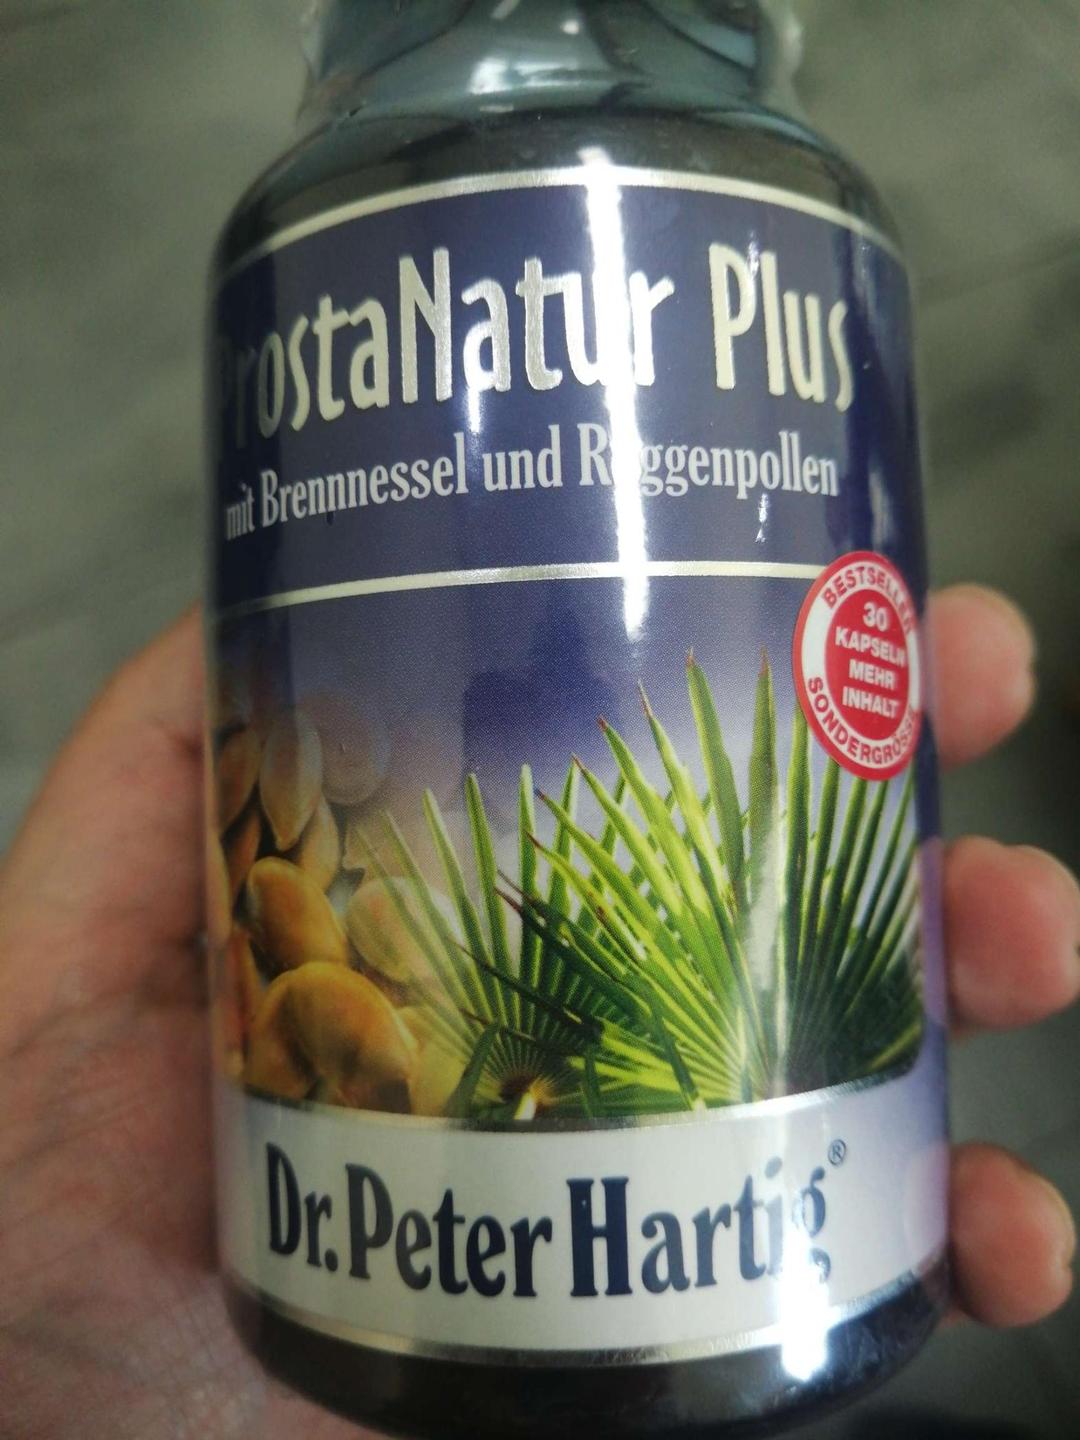 ProstaNatur Plus
mit Brennnessel und Roggenpollen
BESTSELLER
30
KAPSELN
MEHR
INHALT
SONDERGRÖSSE
Dr. Peter Hartig®